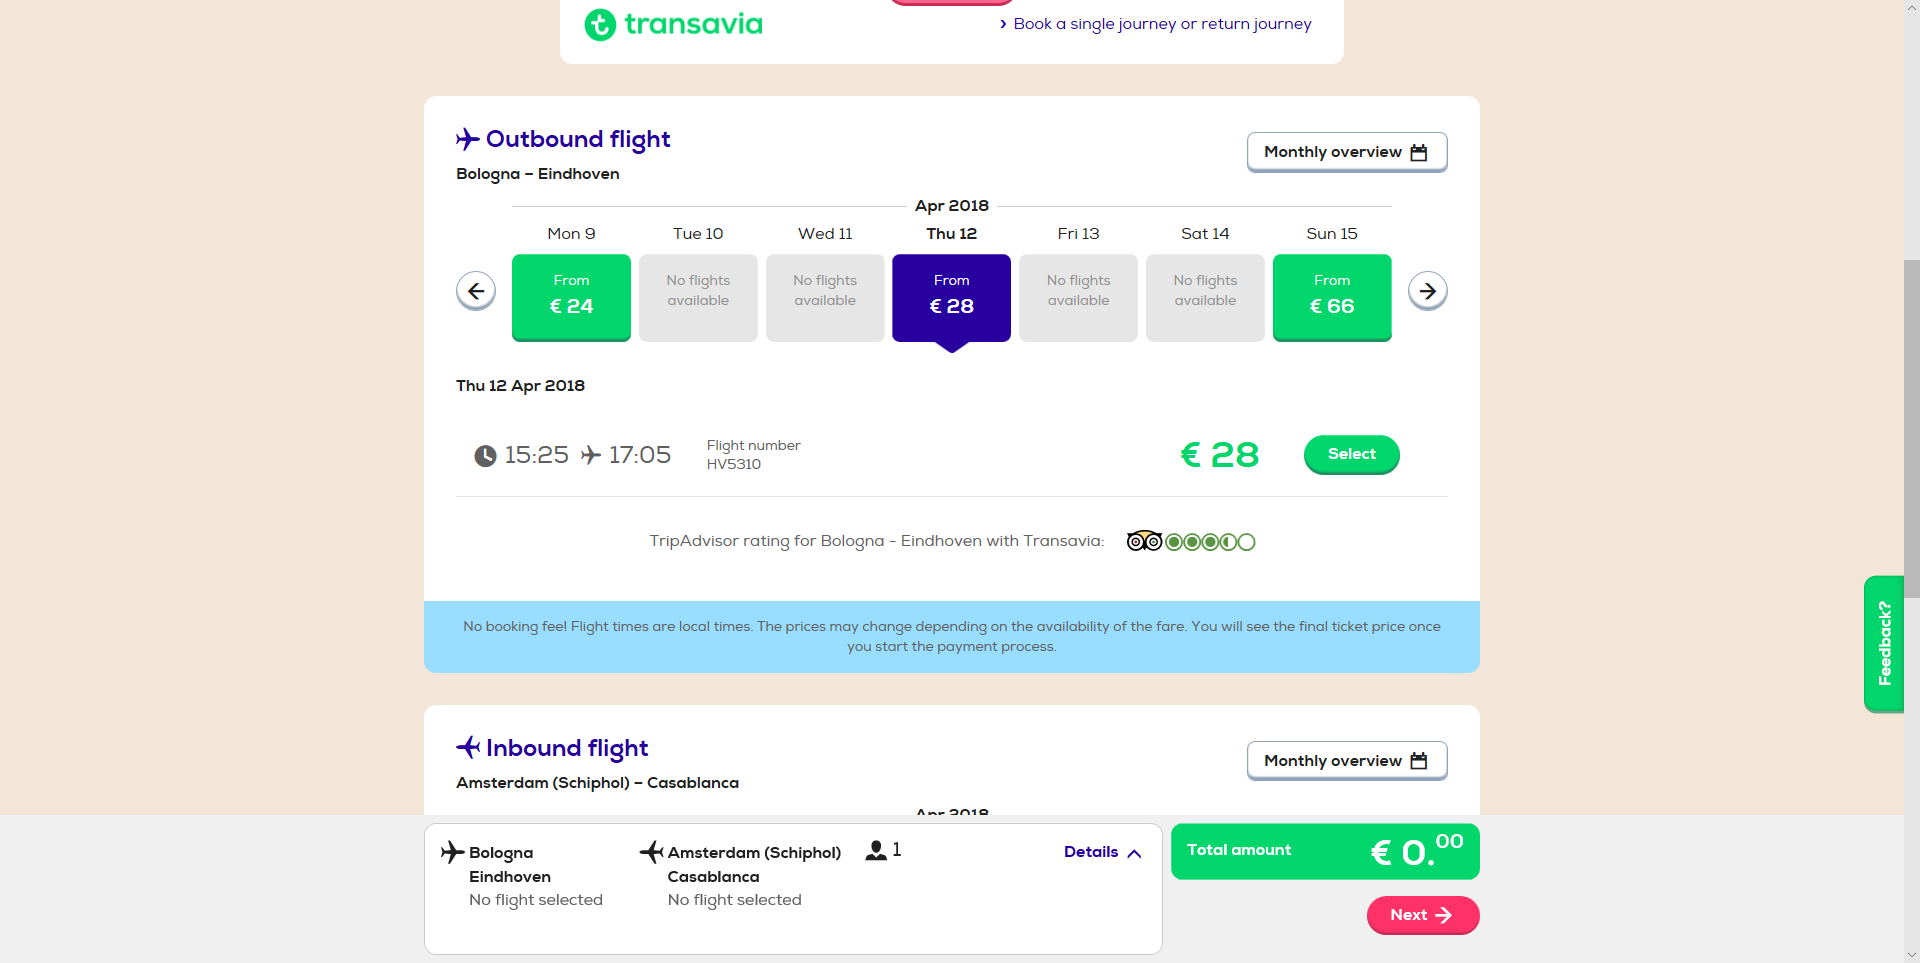 transavia
Book a single journey or return journey
Outbound flight
Monthly overview
Bologna – Eindhoven
Apr 2018
Mon 9
Tue 10
Wed 11
Thu 12
Fri 13
Sat 14
Sun 15
From
€ 24
No flights
available
No flights
available
From
€ 28
No flights
available
No flights
available
From
€ 66
Thu 12 Apr 2018
15:25 17:05
Flight number
HV5310
€ 28
Select
TripAdvisor rating for Bologna - Eindhoven with Transavia:
No booking fee! Flight times are local times. The prices may change depending on the availability of the fare. You will see the final ticket price once
you start the payment process.
Feedback?
Inbound flight
Monthly overview
Amsterdam (Schiphol) – Casablanca
Apr 2018
Bologna
Eindhoven
No flight selected
Amsterdam (Schiphol)
Casablanca
No flight selected
1
Details
Total amount
€ 0.00
Next